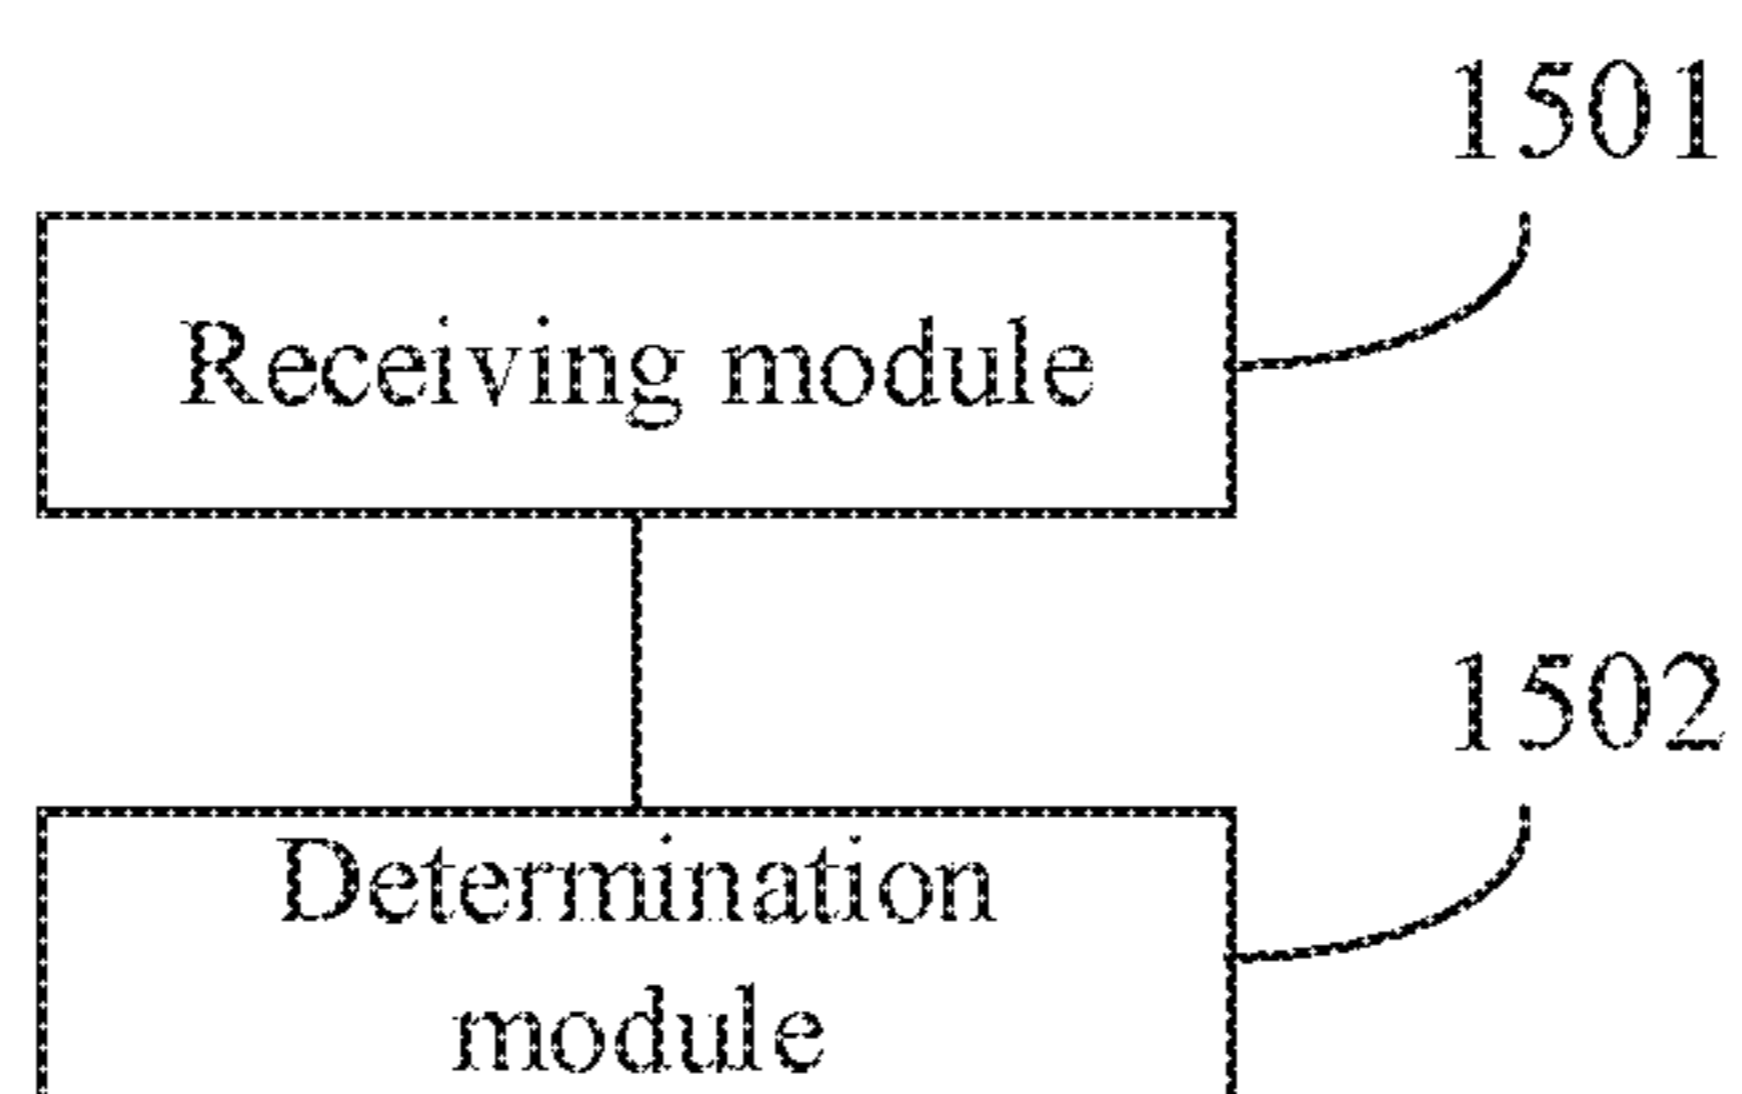 1501
Receiving module
1502
Determination
module